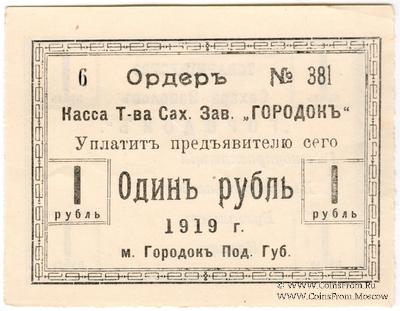 6 Ордеръ № 381
Касса Т-ва Сах. Зав. „ГОРОДОКЪ“
Уплатитъ предъявителю сего
1 Одинъ рубль 1
рубль 1919 г. рубль
м. Городокъ Под. Губ.
www.CoinsFrom.RU
www.CoinsFrom.Moscow